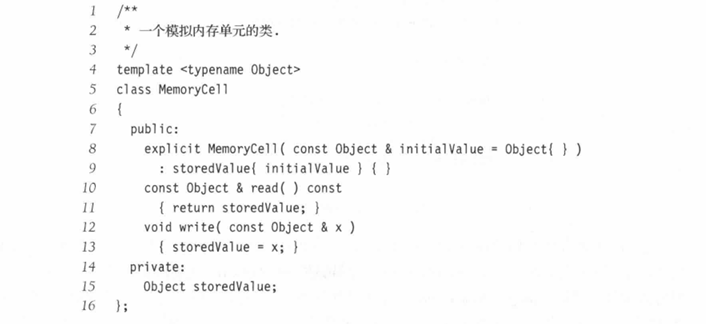 1 /**
2 * 一个模拟内存单元的类.
3 */
4 template <typename Object>
5 class MemoryCell
6 {
7 public:
8 explicit MemoryCell( const Object & initialValue = Object{ } )
9 : storedValue{ initialValue } { }
10 const Object & read( ) const
11 { return storedValue; }
12 void write( const Object & x )
13 { storedValue = x; }
14 private:
15 Object storedValue;
16 };